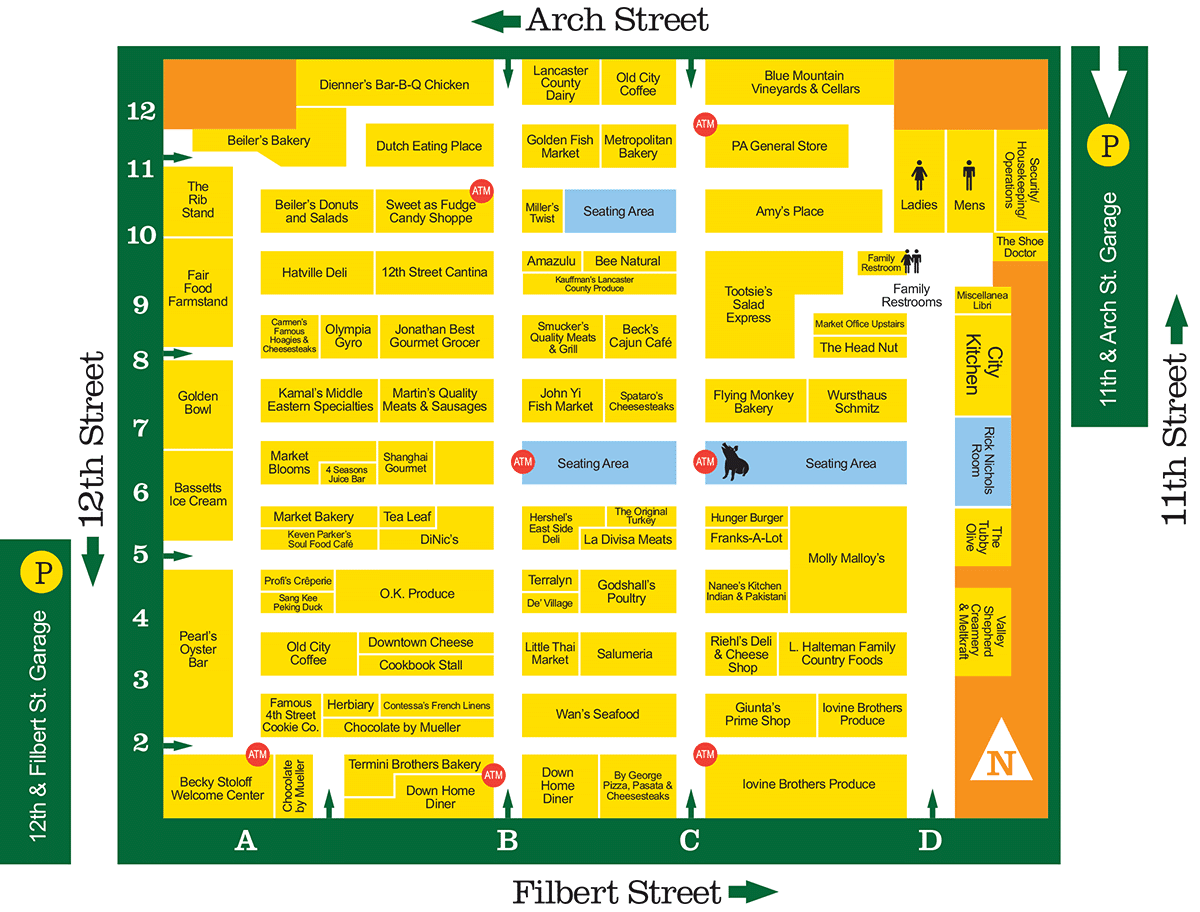 Arch Street
12
Dienner's Bar-B-Q Chicken
Lancaster
County
Dairy
Old City
Coffee
Blue Mountain
Vineyards & Cellars
Beiler's Bakery
Dutch Eating Place
Golden Fish
Market
Metropolitan
Bakery
ATM
PA General Store
11
The
Rib
Stand
Beiler's Donuts
and Salads
Sweet as Fudge
Candy Shoppe
ATM
Miller's
Twist
Seating Area
Amy's Place
Ladies
Mens
Security/
Housekeeping/
Operations
The Shoe
Doctor
10
Fair
Food
Farmstand
Hatville Deli
12th Street Cantina
Amazulu
Bee Natural
Kauffman's Lancaster
County Produce
Tootsie's
Salad
Express
Family
Restroom
Family
Restrooms
Miscellanea
Libri
9
Carmen's
Famous
Hoagies &
Cheesesteaks
Olympia
Gyro
Jonathan Best
Gourmet Grocer
Smucker's
Quality Meats
& Grill
Beck's
Cajun Café
Market Office Upstairs
The Head Nut
City
Kitchen
8
Golden
Bowl
Kamal's Middle
Eastern Specialties
Martin's Quality
Meats & Sausages
John Yi
Fish Market
Spataro's
Cheesesteaks
Flying Monkey
Bakery
Wursthaus
Schmitz
7
Bassetts
Ice Cream
Market
Blooms
4 Seasons
Juice Bar
Shanghai
Gourmet
ATM
Seating Area
ATM
Seating Area
Rick Nichols
Room
6
Market Bakery
Tea Leaf
Keven Parker's
Soul Food Café
DiNic's
Hershel's
East Side
Deli
The Original
Turkey
La Divisa Meats
Hunger Burger
Franks-A-Lot
Molly Malloy's
The
Tubby
Olive
5
Profi's Crêperie
Sang Kee
Peking Duck
O.K. Produce
Terralyn
De' Village
Godshall's
Poultry
Nanee's Kitchen
Indian & Pakistani
Valley
Shepherd
Creamery
& Meltkraft
4
Pearl's
Oyster
Bar
Old City
Coffee
Downtown Cheese
Cookbook Stall
Little Thai
Market
Salumeria
Riehl's Deli
& Cheese
Shop
L. Halteman Family
Country Foods
3
Famous
4th Street
Cookie Co.
Herbiary
Contessa's French Linens
Chocolate by Mueller
Wan's Seafood
Giunta's
Prime Shop
Iovine Brothers
Produce
N
2
ATM
Becky Stoloff
Welcome Center
Chocolate
by Mueller
Termini Brothers Bakery
Down Home
Diner
ATM
Down
Home
Diner
By George
Pizza, Pasata &
Cheesesteaks
ATM
Iovine Brothers Produce
A
B
C
D
Filbert Street
12th Street
P
12th & Filbert St. Garage
P
11th & Arch St. Garage
11th Street